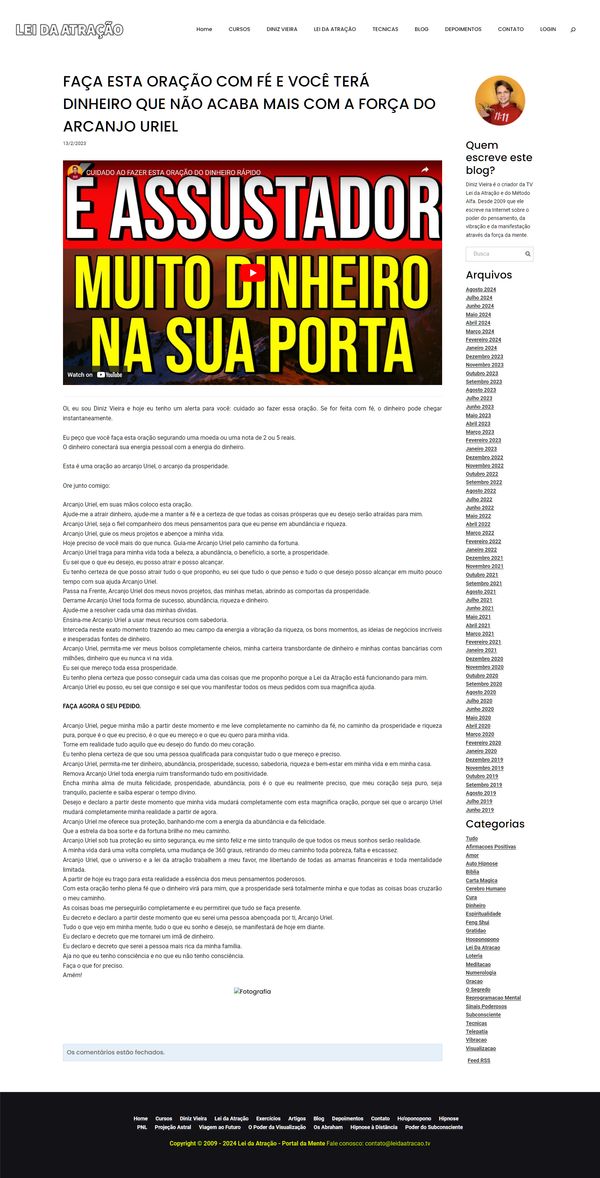 LEI DA ATRAÇÃO
Home CURSOS DINIZ VIEIRA LEI DA ATRAÇÃO TECNICAS BLOG DEPOIMENTOS CONTATO LOGIN
FAÇA ESTA ORAÇÃO COM FÉ E VOCÊ TERÁ
DINHEIRO QUE NÃO ACABA MAIS COM A FORÇA DO
ARCANJO URIEL
13/2/2023
CUIDADO AO FAZER ESTA ORAÇÃO DO DINHEIRO RÁPIDO
É ASSUSTADOR
MUITO DINHEIRO
NA SUA PORTA
Watch on YouTube
Oi, eu sou Diniz Vieira e hoje eu tenho um alerta para você: cuidado ao fazer essa oração. Se for feita com fé, o dinheiro pode chegar
instantaneamente.
Eu peço que você faça esta oração segurando uma moeda ou uma nota de 2 ou 5 reais.
O dinheiro conectará sua energia pessoal com a energia do dinheiro.
Esta é uma oração ao arcanjo Uriel, o arcanjo da prosperidade.
Ore junto comigo:
Arcanjo Uriel, em suas mãos coloco esta oração.
Ajude-me a atrair dinheiro, ajude-me a manter a fé e a certeza de que todas as coisas prósperas que eu desejo serão atraídas para mim.
Arcanjo Uriel, seja o fiel companheiro dos meus pensamentos para que eu pense em abundância e riqueza.
Arcanjo Uriel, guie os meus projetos e abençoe a minha vida.
Hoje preciso de você mais do que nunca. Guia-me Arcanjo Uriel pelo caminho da fortuna.
Arcanjo Uriel traga para minha vida toda a beleza, a abundância, o benefício, a sorte, a prosperidade.
Eu sei que o que eu desejo, eu posso atrair e posso alcançar.
Eu tenho certeza de que posso atrair tudo o que proponho, eu sei que tudo o que penso e tudo o que desejo posso alcançar em muito pouco
tempo com sua ajuda Arcanjo Uriel.
Passa na Frente, Arcanjo Uriel dos meus novos projetos, das minhas metas, abrindo as comportas da prosperidade.
Derrame Arcanjo Uriel toda forma de sucesso, abundância, riqueza e dinheiro.
Ajude-me a resolver cada uma das minhas dívidas.
Ensina-me Arcanjo Uriel a usar meus recursos com sabedoria.
Interceda neste exato momento trazendo ao meu campo da energia a vibração da riqueza, os bons momentos, as ideias de negócios incríveis
e inesperadas fontes de dinheiro.
Arcanjo Uriel, permita-me ver meus bolsos completamente cheios, minha carteira transbordante de dinheiro e minhas contas bancárias com
milhões, dinheiro que eu nunca vi na vida.
Eu sei que mereço toda essa prosperidade.
Eu tenho plena certeza que posso conseguir cada uma das coisas que me proponho porque a Lei da Atração está funcionando para mim.
Arcanjo Uriel eu posso, eu sei que consigo e sei que vou manifestar todos os meus pedidos com sua magnífica ajuda.
FAÇA AGORA O SEU PEDIDO.
Arcanjo Uriel, pegue minha mão a partir deste momento e me leve completamente no caminho da fé, no caminho da prosperidade e riqueza
pura, porque é o que eu preciso, é o que eu mereço e o que eu quero para minha vida.
Torne em realidade tudo aquilo que eu desejo do fundo do meu coração.
Eu tenho plena certeza de que sou uma pessoa qualificada para conquistar tudo o que mereço e preciso.
Arcanjo Uriel, permita-me ter dinheiro, abundância, prosperidade, sucesso, sabedoria, riqueza e bem-estar em minha vida e em minha casa.
Remova Arcanjo Uriel toda energia ruim transformando tudo em positividade.
Encha minha alma de muita felicidade, prosperidade, abundância, pois é o que eu realmente preciso, que meu coração seja puro, seja
tranquilo, paciente e saiba esperar o tempo divino.
Desejo e declaro a partir deste momento que minha vida mudará completamente com esta magnífica oração, porque sei que o arcanjo Uriel
mudará completamente minha realidade a partir de agora.
Arcanjo Uriel me oferece sua proteção, banhando-me com a energia da abundância e da felicidade.
Que a estrela da boa sorte e da fortuna brilhe no meu caminho.
Arcanjo Uriel sob tua proteção eu sinto segurança, eu me sinto feliz e me sinto tranquilo de que todos os meus sonhos serão realidade.
A minha vida dará uma volta completa, uma mudança de 360 graus, retirando do meu caminho toda pobreza, falta e escassez.
Arcanjo Uriel, que o universo e a lei da atração trabalhem a meu favor, me libertando de todas as amarras financeiras e toda mentalidade
limitada.
A partir de hoje eu trago para esta realidade a essência dos meus pensamentos poderosos.
Com esta oração tenho plena fé que o dinheiro virá para mim, que a prosperidade será totalmente minha e que todas as coisas boas cruzarão
o meu caminho.
As coisas boas me perseguirão completamente e eu permitirei que tudo se faça presente.
Eu decreto e declaro a partir deste momento que eu serei uma pessoa abençoada por ti, Arcanjo Uriel.
Tudo o que vejo em minha mente, tudo o que eu sonho e desejo, se manifestará de hoje em diante.
Eu declaro e decreto que me tornarei um imã de dinheiro.
Eu declaro e decreto que serei a pessoa mais rica da minha família.
Aja no que eu tenho consciência e no que eu não tenho consciência.
Faça o que for preciso.
Amém!
Fotografia
Os comentários estão fechados.
11:11
Quem
escreve este
blog?
Diniz Vieira é o criador da TV
Lei da Atração e do Método
Alfa. Desde 2009 que ele
escreve na Internet sobre o
poder do pensamento, da
vibração e da manifestação
através da força da mente.
Busca
Arquivos
Agosto 2024
Julho 2024
Junho 2024
Maio 2024
Abril 2024
Março 2024
Fevereiro 2024
Janeiro 2024
Dezembro 2023
Novembro 2023
Outubro 2023
Setembro 2023
Agosto 2023
Julho 2023
Junho 2023
Maio 2023
Abril 2023
Março 2023
Fevereiro 2023
Janeiro 2023
Dezembro 2022
Novembro 2022
Outubro 2022
Setembro 2022
Agosto 2022
Julho 2022
Junho 2022
Maio 2022
Abril 2022
Março 2022
Fevereiro 2022
Janeiro 2022
Dezembro 2021
Novembro 2021
Outubro 2021
Setembro 2021
Agosto 2021
Julho 2021
Junho 2021
Maio 2021
Abril 2021
Março 2021
Fevereiro 2021
Janeiro 2021
Dezembro 2020
Novembro 2020
Outubro 2020
Setembro 2020
Agosto 2020
Julho 2020
Junho 2020
Maio 2020
Abril 2020
Março 2020
Fevereiro 2020
Janeiro 2020
Dezembro 2019
Novembro 2019
Outubro 2019
Setembro 2019
Agosto 2019
Julho 2019
Junho 2019
Categorias
Tudo
Afirmacoes Positivas
Amor
Auto Hipnose
Biblia
Carta Magica
Cerebro Humano
Cura
Dinheiro
Espiritualidade
Feng Shui
Gratidao
Hooponopono
Lei Da Atracao
Loteria
Meditacao
Numerologia
Oracao
O Segredo
Reprogramacao Mental
Sinais Poderosos
Subconsciente
Tecnicas
Telepatia
Vibracao
Visualizacao
Feed RSS
Home Cursos Diniz Vieira Lei da Atração Exercícios Artigos Blog Depoimentos Contato Ho'oponopono Hipnose
PNL Projeção Astral Viagem ao Futuro O Poder da Visualização Os Abraham Hipnose à Distância Poder do Subconsciente
Copyright © 2009 - 2024 Lei da Atração - Portal da Mente Fale conosco: contato@leidaatracao.tv